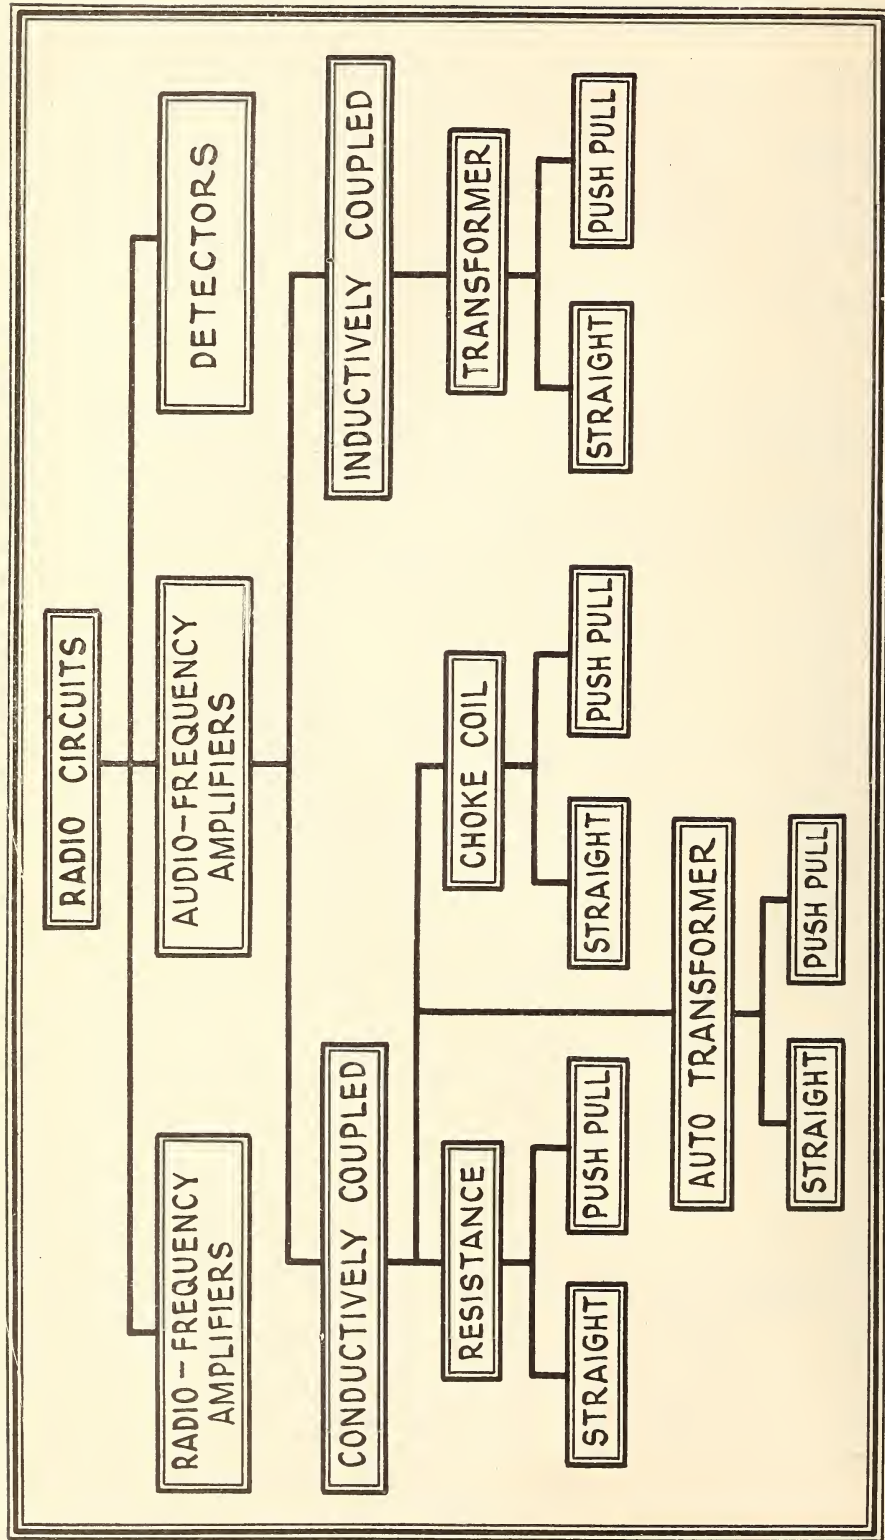 RADIO CIRCUITS
RADIO-FREQUENCY
AMPLIFIERS
AUDIO-FREQUENCY
AMPLIFIERS
DETECTORS
CONDUCTIVELY COUPLED
INDUCTIVELY COUPLED
RESISTANCE
CHOKE COIL
TRANSFORMER
STRAIGHT
PUSH PULL
STRAIGHT
PUSH PULL
STRAIGHT
PUSH PULL
AUTO TRANSFORMER
STRAIGHT
PUSH PULL